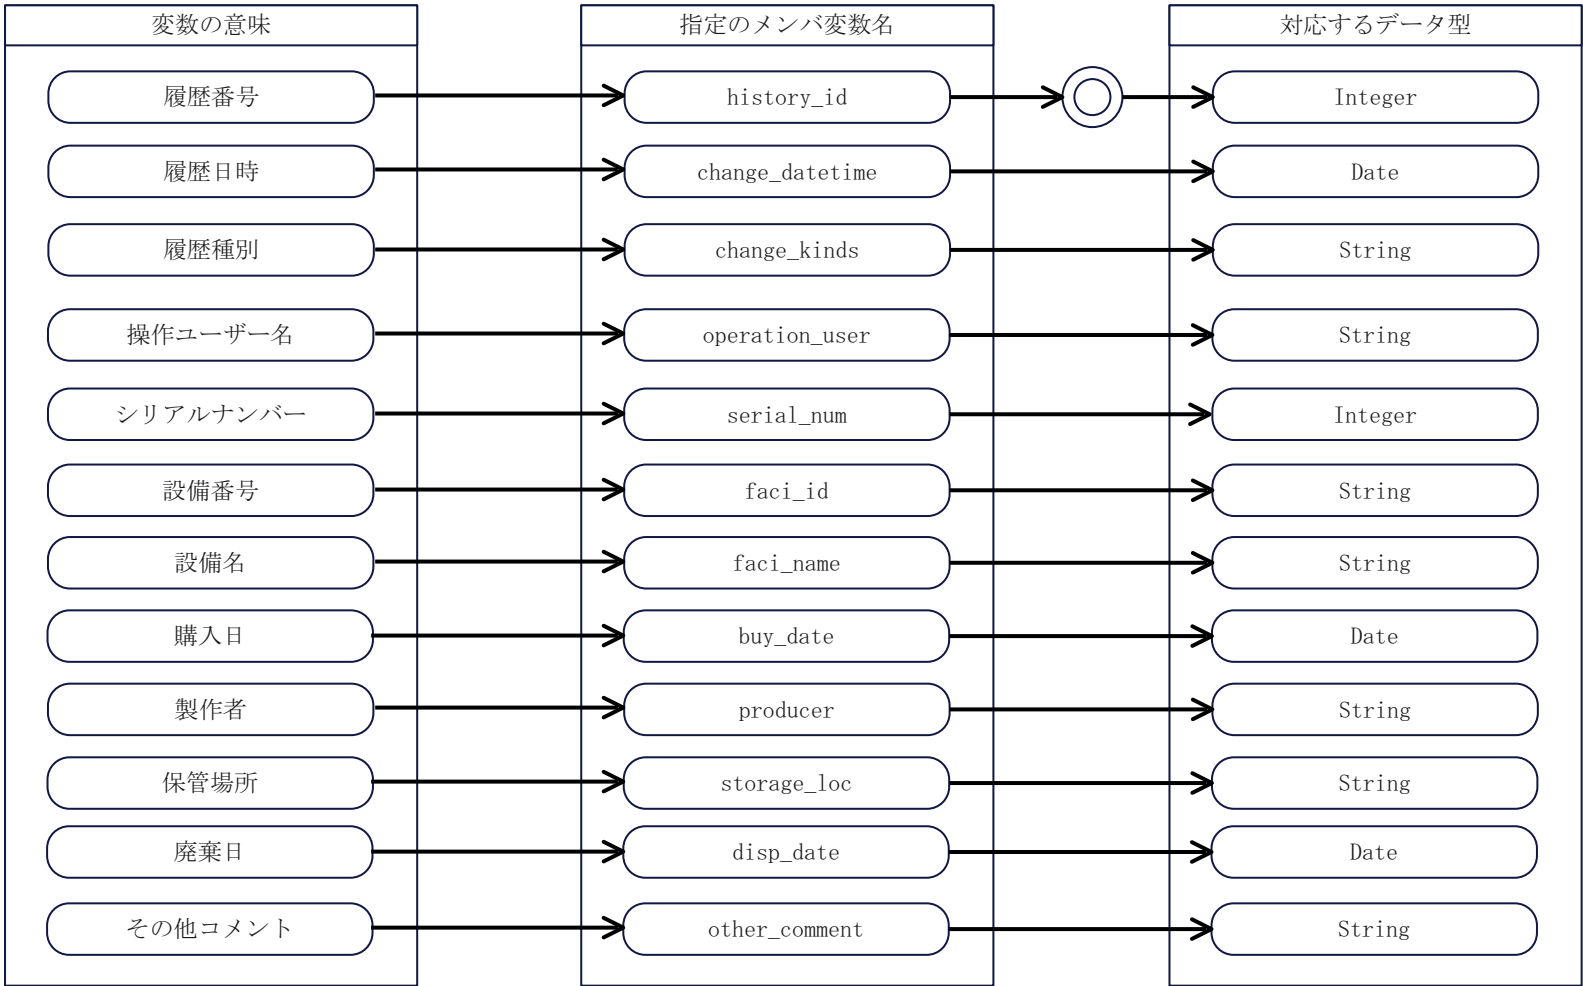 変数の意味 指定のメンバ変数名 対応するデータ型
履歴番号 history_id Integer
履歴日時 change_datetime Date
履歴種別 change_kinds String
操作ユーザー名 operation_user String
シリアルナンバー serial_num Integer
設備番号 faci_id String
設備名 faci_name String
購入日 buy_date Date
製作者 producer String
保管場所 storage_loc String
廃棄日 disp_date Date
その他コメント other_comment String